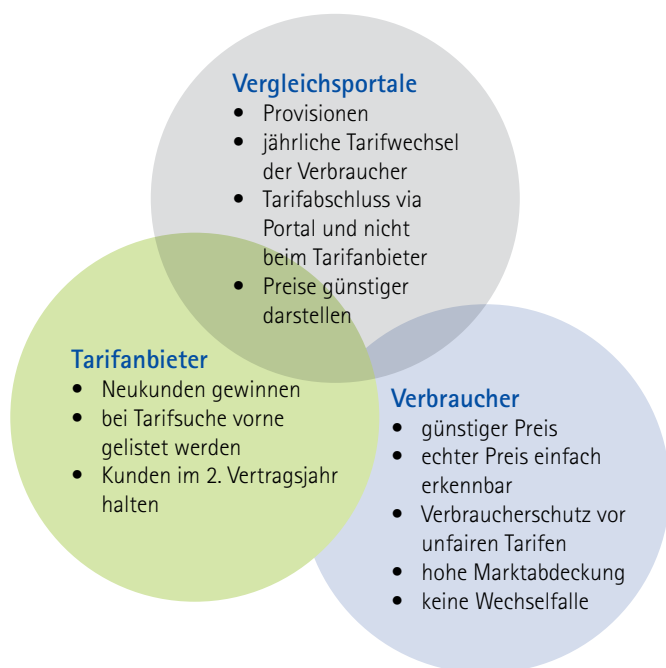 Vergleichsportale
• Provisionen
• jährliche Tarifwechsel
der Verbraucher
• Tarifabschluss via
Portal und nicht
beim Tarifanbieter
• Preise günstiger
darstellen
Tarifanbieter
• Neukunden gewinnen
• bei Tarifsuche vorne
gelistet werden
• Kunden im 2. Vertragsjahr
halten
Verbraucher
• günstiger Preis
• echter Preis einfach
erkennbar
• Verbraucherschutz vor
unfairen Tarifen
• hohe Marktabdeckung
• keine Wechselfalle